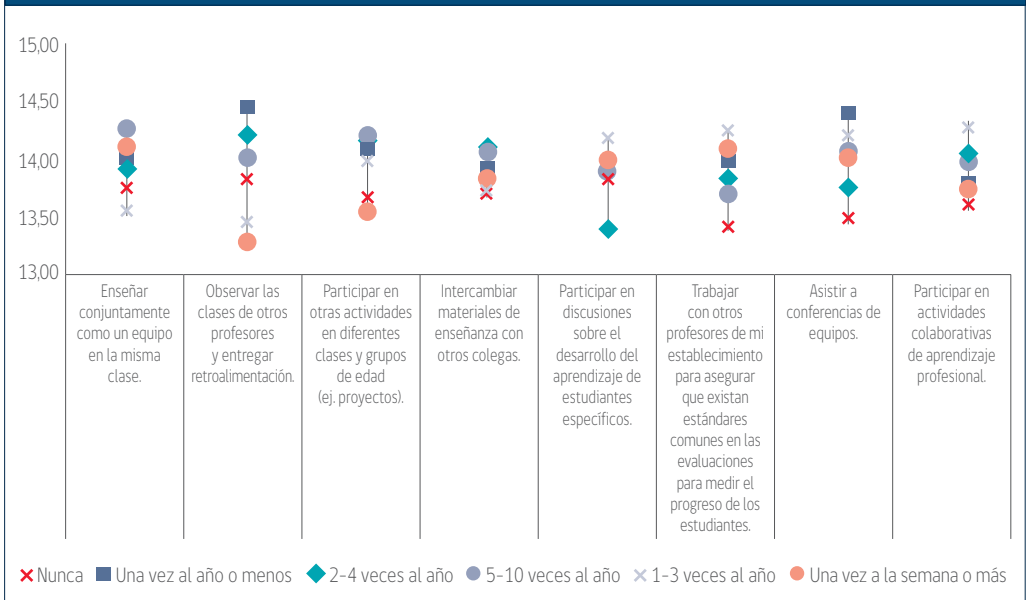 15,00
14,50
14,00
13,50
13,00
Enseñar
conjuntamente
como un equipo
en la misma
clase.
Observar las
clases de otros
profesores
y entregar
retroalimentación.
Participar en
otras actividades
en diferentes
clases y grupos
de edad
(ej. proyectos).
Intercambiar
materiales de
enseñanza con
otros colegas.
Participar en
discusiones
sobre el
desarrollo del
aprendizaje de
estudiantes
específicos.
Trabajar
con otros
profesores de mi
establecimiento
para asegurar
que existan
estándares
comunes en las
evaluaciones
para medir el
progreso de los
estudiantes.
Asistir a
conferencias de
equipos.
Participar en
actividades
colaborativas
de aprendizaje
profesional.
Nunca Una vez al año o menos 2-4 veces al año 5-10 veces al año 1-3 veces al año Una vez a la semana o más